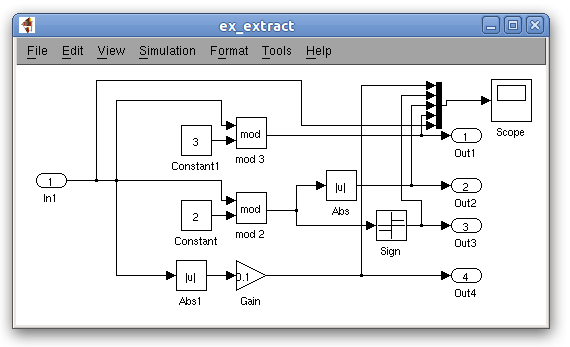 ex_extract
File Edit View Simulation Format Tools Help
Scope
3
Constant1
mod
mod 3
1
Out1
1
In1
2
Constant
mod
mod 2
|u|
Abs
2
Out2
Sign
3
Out3
|u|
Abs1
0.1
Gain
4
Out4